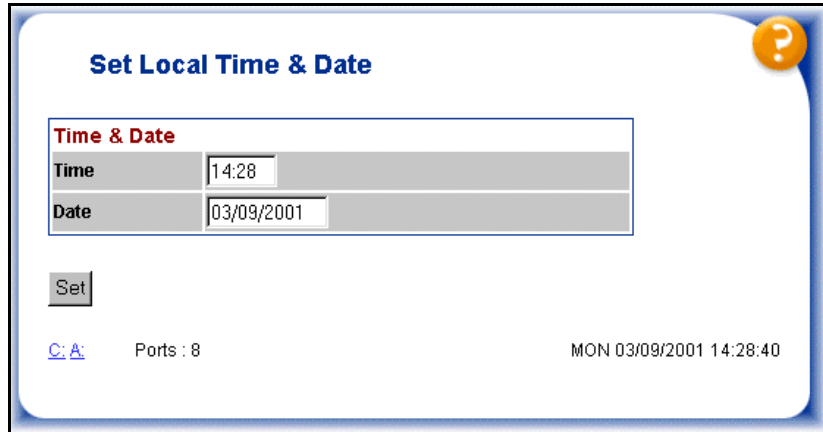 Set Local Time & Date
?
Time & Date
Time 14:28
Date 03/09/2001
Set
C: A: Ports : 8 MON 03/09/2001 14:28:40